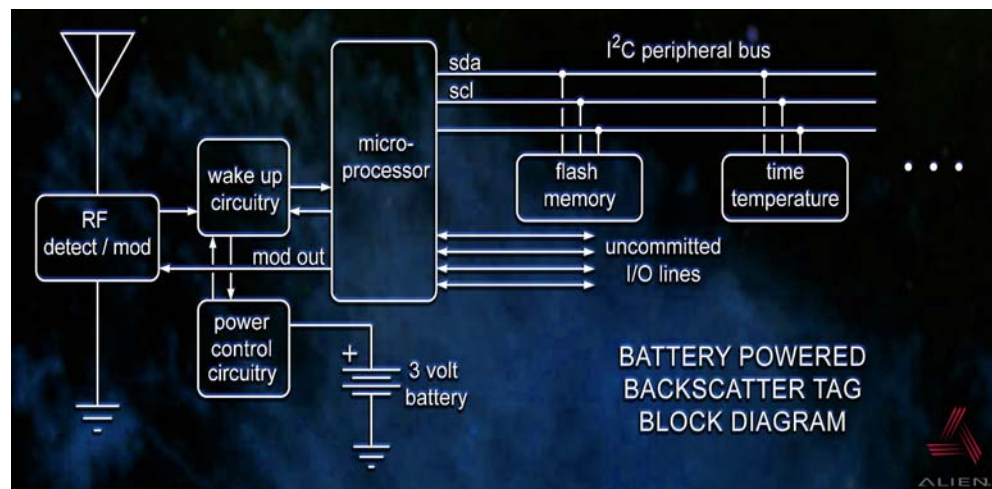 I²C peripheral bus
sda
scl
micro-
processor
wake up
circuitry
flash
memory
time
temperature
RF
detect / mod
mod out
uncommitted
I/O lines
power
control
circuitry
+
3 volt
battery
BATTERY POWERED
BACKSCATTER TAG
BLOCK DIAGRAM
ALIEN